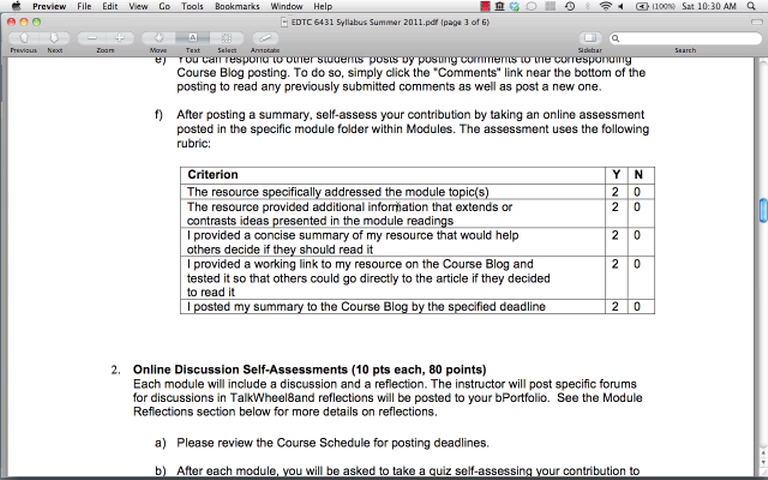 Preview File Edit View Go Tools Bookmarks Window Help (100%) Sat 10:30 AM
EDTC 6431 Syllabus Summer 2011.pdf (page 3 of 6)
Previous Next Zoom Move Text Select Annotate Sidebar Search
e) You can respond to other students' posts by posting comments to the corresponding
Course Blog posting. To do so, simply click the "Comments" link near the bottom of the
posting to read any previously submitted comments as well as post a new one.
f) After posting a summary, self-assess your contribution by taking an online assessment
posted in the specific module folder within Modules. The assessment uses the following
rubric:
Criterion Y N
The resource specifically addressed the module topic(s) 2 0
The resource provided additional information that extends or 2 0
contrasts ideas presented in the module readings
I provided a concise summary of my resource that would help 2 0
others decide if they should read it
I provided a working link to my resource on the Course Blog and 2 0
tested it so that others could go directly to the article if they decided
to read it
I posted my summary to the Course Blog by the specified deadline 2 0
2. Online Discussion Self-Assessments (10 pts each, 80 points)
Each module will include a discussion and a reflection. The instructor will post specific forums
for discussions in TalkWheel8and reflections will be posted to your bPortfolio. See the Module
Reflections section below for more details on reflections.
a) Please review the Course Schedule for posting deadlines.
b) After each module, you will be asked to take a quiz self-assessing your contribution to